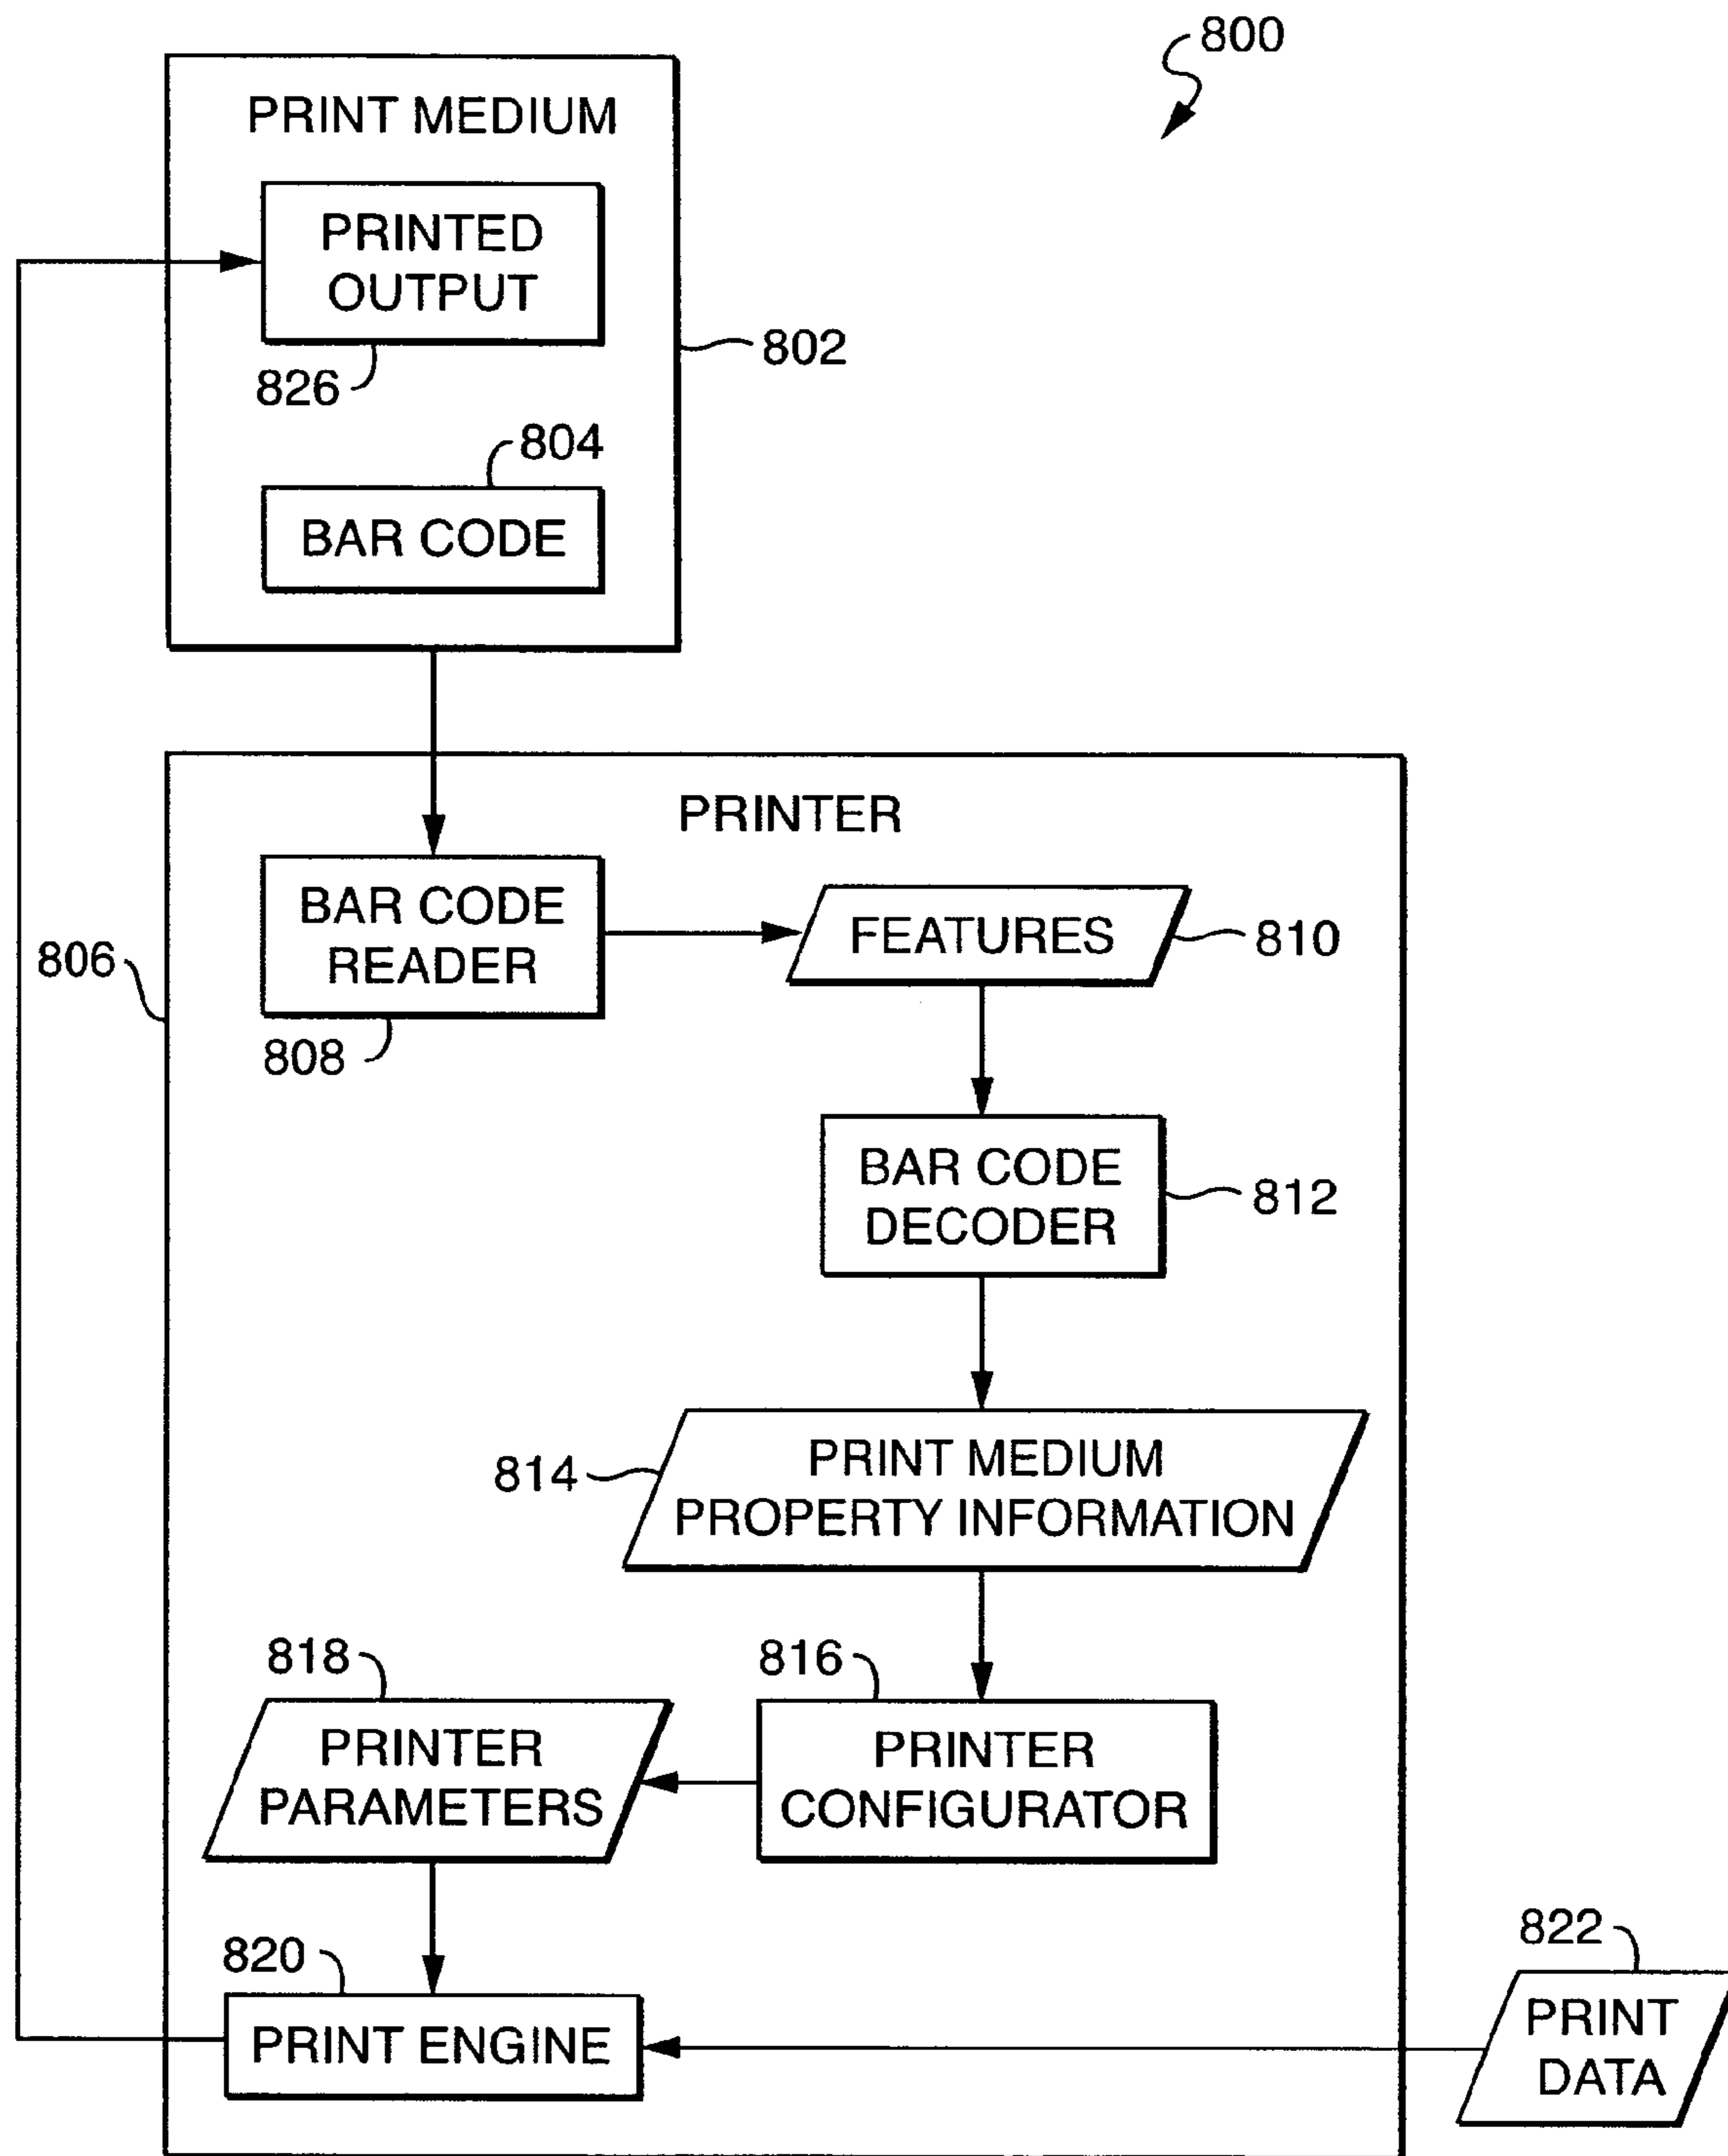 800
PRINT MEDIUM
PRINTED
OUTPUT
802
826
804
BAR CODE
PRINTER
BAR CODE
READER
FEATURES
810
806
808
BAR CODE
DECODER
812
PRINT MEDIUM
PROPERTY INFORMATION
814
818
816
PRINTER
PARAMETERS
PRINTER
CONFIGURATOR
820
822
PRINT ENGINE
PRINT
DATA